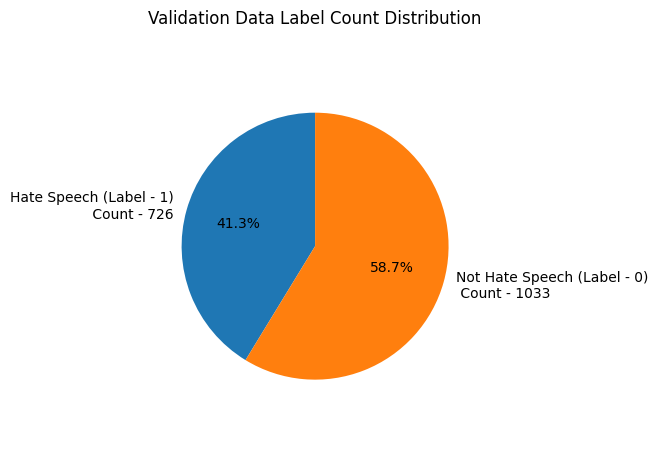 Validation Data Label Count Distribution
Hate Speech (Label - 1)
Count - 726
41.3%
58.7%
Not Hate Speech (Label - 0)
Count - 1033